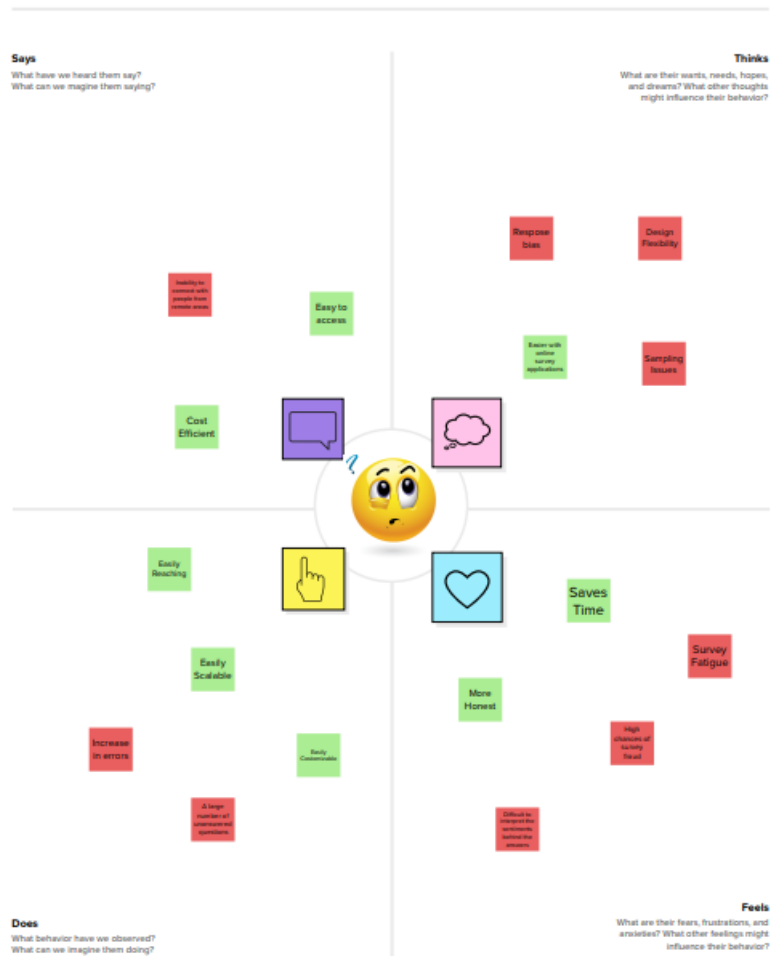 Says
What have we heard them say?
What can we magine them saying?
Thinks
What are their wants, needs, hopes,
and dreams? What other thoughts
might influence their behavior?
Respose
bias
Design
Flexibility
Inability to
connect with
people from
remote areas
Easy to
access
Easier with
online
survey
applications
Sampling
Issues
Cost
Efficient
Easily
Reaching
Saves
Time
Easily
Scalable
Survey
Fatigue
More
Honest
Increase
in errors
Easily
Customizable
High
chances of
survey
fraud
A large
number of
unanswered
questions
Difficult to
interpret the
sentiments
behind the
answers
Does
What behavior have we observed?
What can we imagine them doing?
Feels
What are their fears, frustrations, and
anxieties? What other feelings might
influence their behavior?